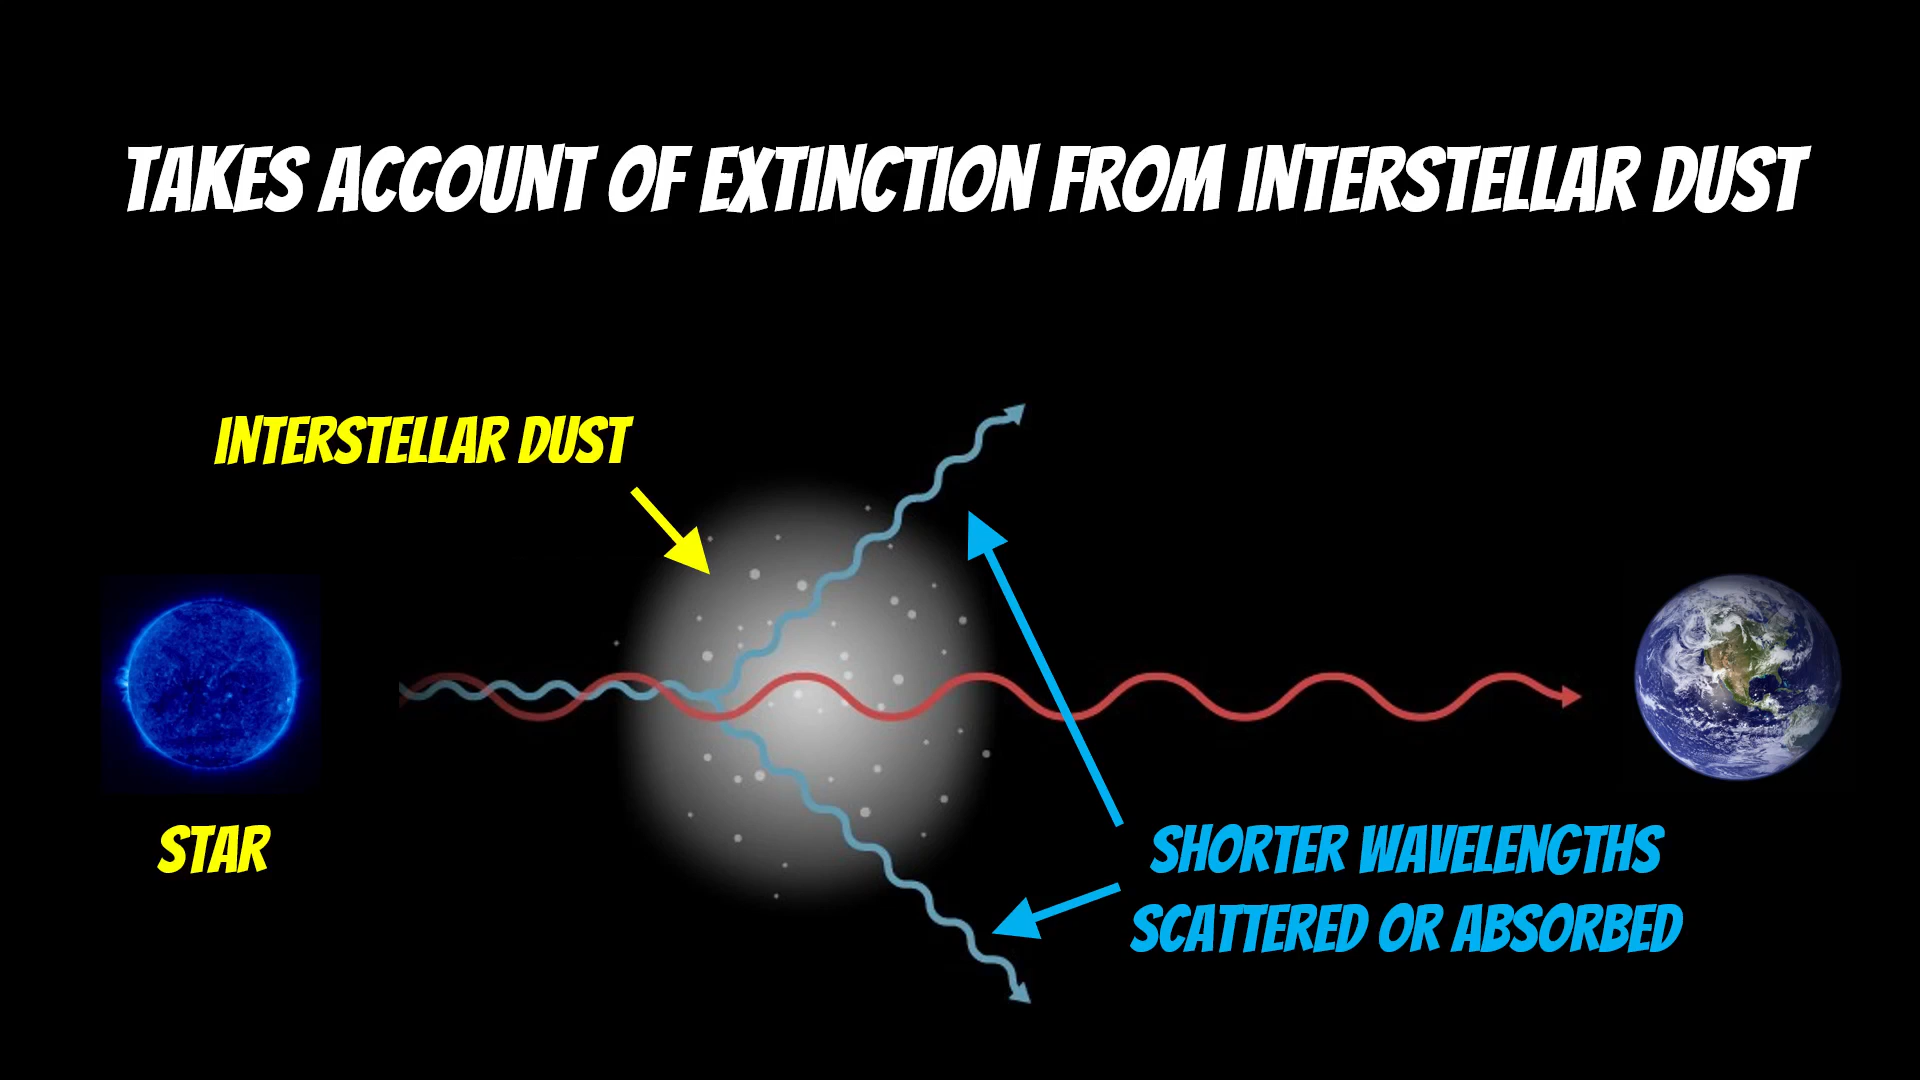 TAKES ACCOUNT OF EXTINCTION FROM INTERSTELLAR DUST
INTERSTELLAR DUST
STAR
SHORTER WAVELENGTHS
SCATTERED OR ABSORBED